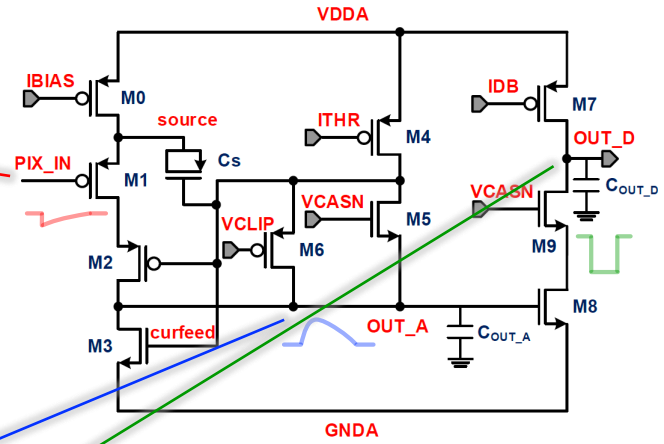 VDDA
IBIAS
M0
IDB
M7
source
ITHR
M4
OUT_D
PIX_IN
M1
Cs
VCASN
COUT_D
VCLIP
M5
VCASN
M6
M9
M2
M8
OUT_A
COUT_A
M3
curfeed
GNDA